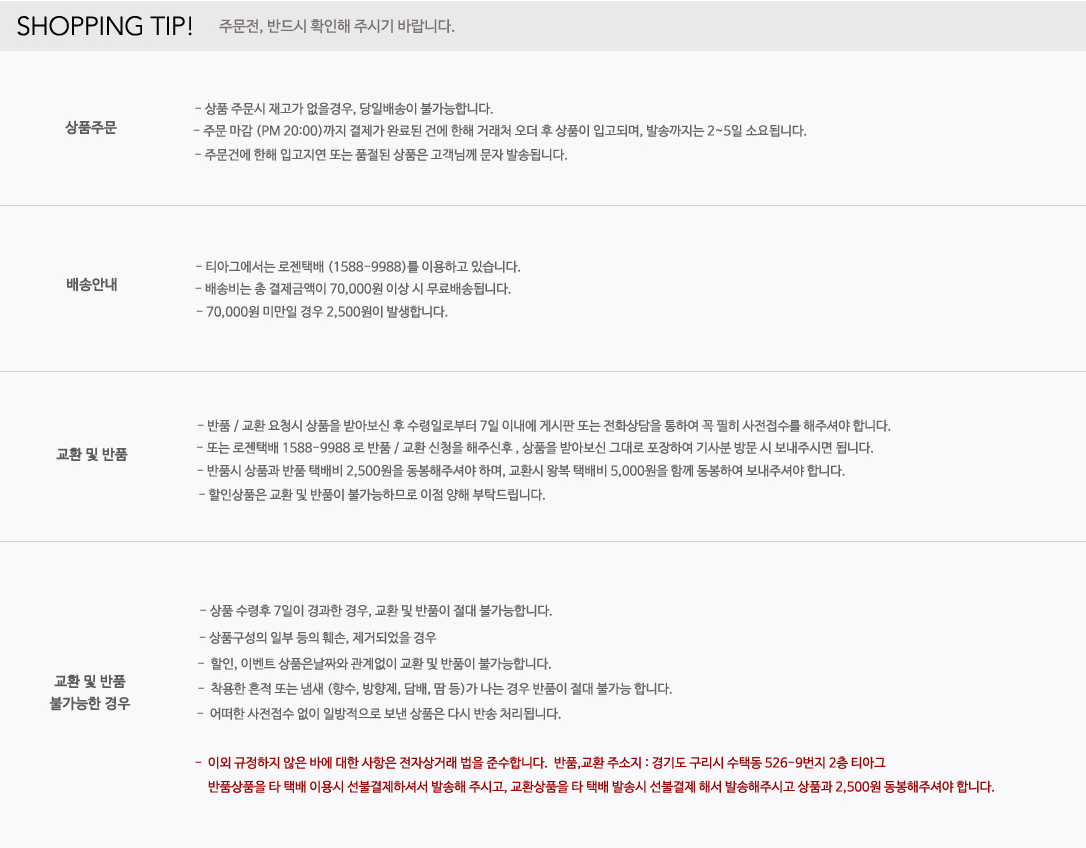 SHOPPING TIP! 주문전, 반드시 확인해 주시기 바랍니다.
상품주문
- 상품 주문시 재고가 없을경우, 당일배송이 불가능합니다.
- 주문 마감 (PM 20:00)까지 결제가 완료된 건에 한해 거래처 오더 후 상품이 입고되며, 발송까지는 2~5일 소요됩니다.
- 주문건에 한해 입고지연 또는 품절된 상품은 고객님께 문자 발송됩니다.
배송안내
- 티아그에서는 로젠택배 (1588-9988)를 이용하고 있습니다.
- 배송비는 총 결제금액이 70,000원 이상 시 무료배송됩니다.
- 70,000원 미만일 경우 2,500원이 발생합니다.
교환 및 반품
- 반품 / 교환 요청시 상품을 받아보신 후 수령일로부터 7일 이내에 게시판 또는 전화상담을 통하여 꼭 필히 사전접수를 해주셔야 합니다.
- 또는 로젠택배 1588-9988 로 반품 / 교환 신청을 해주신후 , 상품을 받아보신 그대로 포장하여 기사분 방문 시 보내주시면 됩니다.
- 반품시 상품과 반품 택배비 2,500원을 동봉해주셔야 하며, 교환시 왕복 택배비 5,000원을 함께 동봉하여 보내주셔야 합니다.
- 할인상품은 교환 및 반품이 불가능하므로 이점 양해 부탁드립니다.
교환 및 반품
불가능한 경우
- 상품 수령후 7일이 경과한 경우, 교환 및 반품이 절대 불가능합니다.
- 상품구성의 일부 등의 훼손, 제거되었을 경우
- 할인, 이벤트 상품은날짜와 관계없이 교환 및 반품이 불가능합니다.
- 착용한 흔적 또는 냄새 (향수, 방향제, 담배, 땀 등)가 나는 경우 반품이 절대 불가능 합니다.
- 어떠한 사전접수 없이 일방적으로 보낸 상품은 다시 반송 처리됩니다.
- 이외 규정하지 않은 바에 대한 사항은 전자상거래 법을 준수합니다. 반품,교환 주소지 : 경기도 구리시 수택동 526-9번지 2층 티아그
반품상품을 타 택배 이용시 선불결제하셔서 발송해 주시고, 교환상품을 타 택배 발송시 선불결제 해서 발송해주시고 상품과 2,500원 동봉해주셔야 합니다.